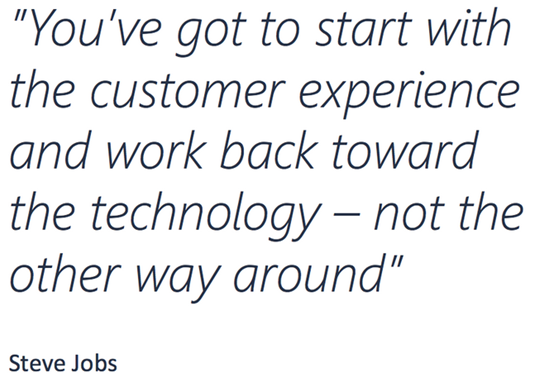 "You've got to start with
the customer experience
and work back toward
the technology – not the
other way around"
Steve Jobs